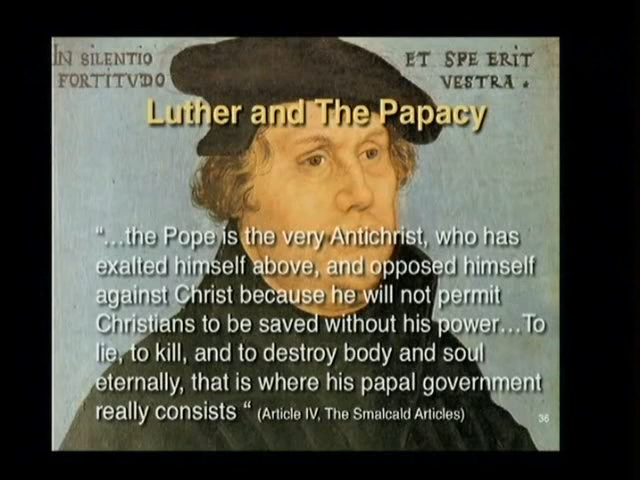 IN SILENTIO
ET SPE ERIT
FORTITVDO
VESTRA.
Luther and The Papacy
“...the Pope is the very Antichrist, who has
exalted himself above, and opposed himself
against Christ because he will not permit
Christians to be saved without his power...To
lie, to kill, and to destroy body and soul
eternally, that is where his papal government
really consists “ (Article IV, The Smalcald Articles)
36